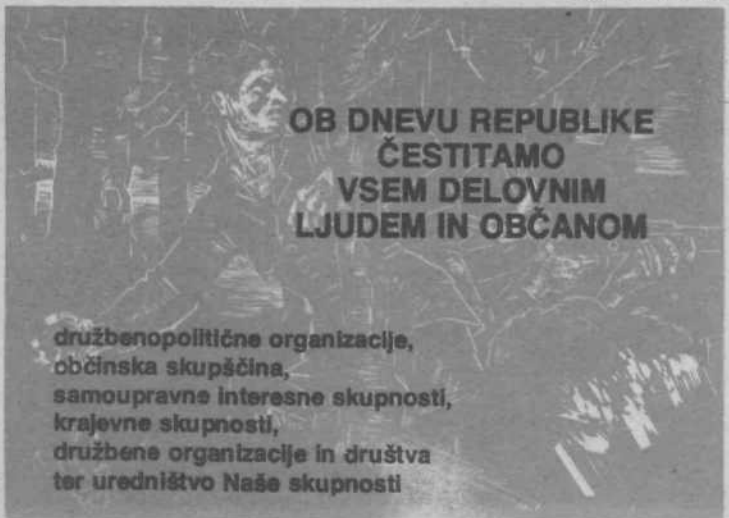 OB DNEVU REPUBLIKE
ČESTITAMO
VSEM DELOVNIM
LJUDEM IN OBČANOM
družbenopolitične organizacije,
občinska skupščina,
samoupravne interesne skupnosti,
krajevne skupnosti,
družbene organizacije in društva
ter uredništvo Naše skupnosti